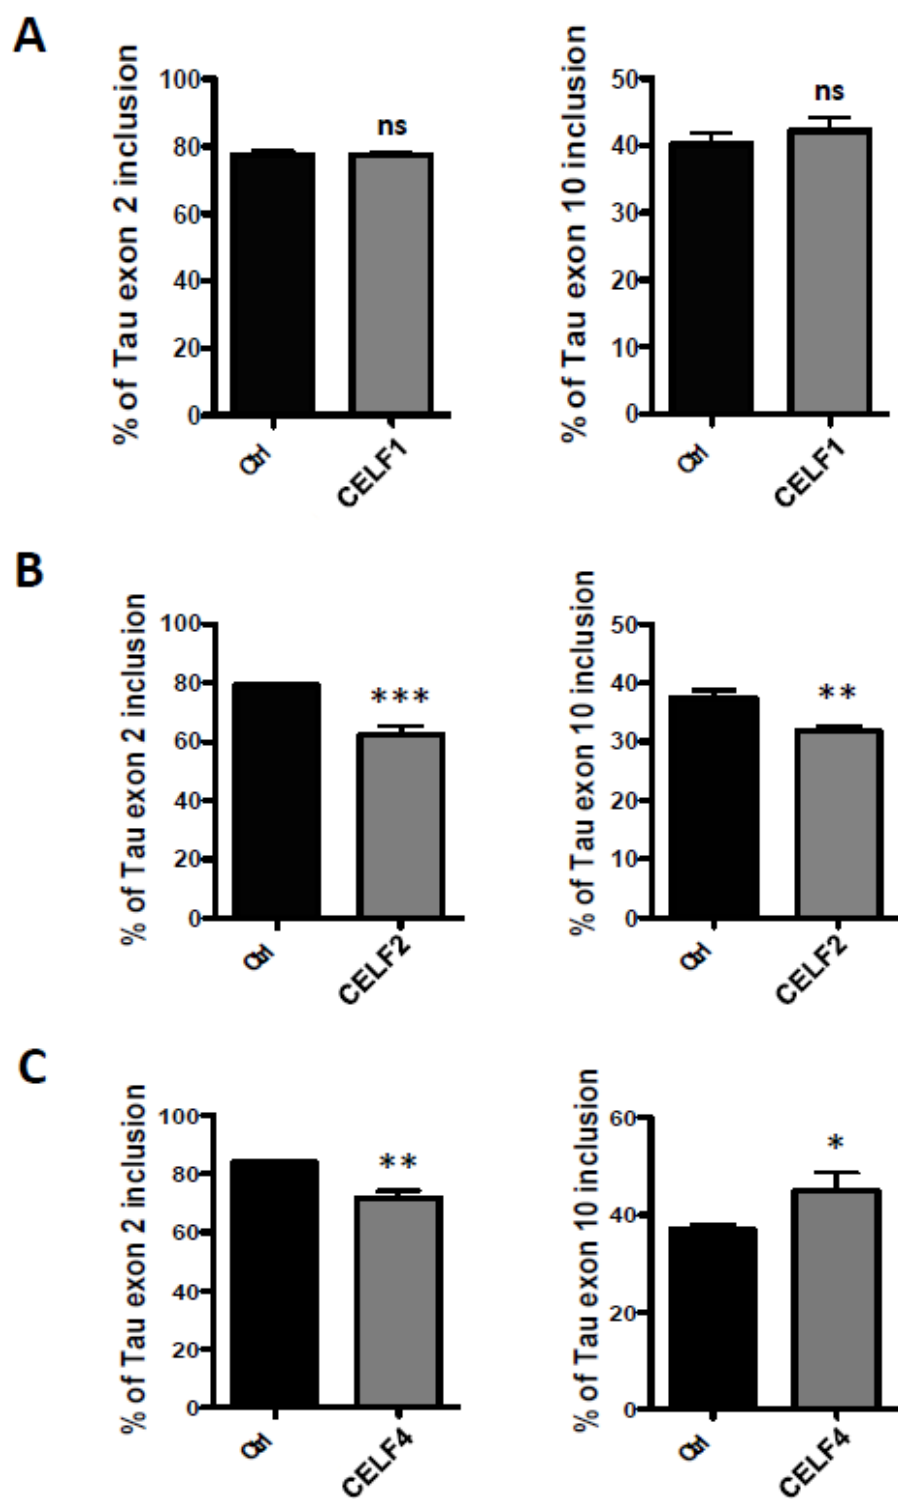 A
% of Tau exon 2 inclusion
100
80
60
40
20
0
ns
Ctrl
CELF1
% of Tau exon 10 inclusion
50
40
30
20
10
0
ns
Ctrl
CELF1
B
% of Tau exon 2 inclusion
100
80
60
40
20
0
***
Ctrl
CELF2
% of Tau exon 10 inclusion
50
40
30
20
10
0
**
Ctrl
CELF2
C
% of Tau exon 2 inclusion
100
80
60
40
20
0
**
Ctrl
CELF4
% of Tau exon 10 inclusion
60
40
20
0
*
Ctrl
CELF4